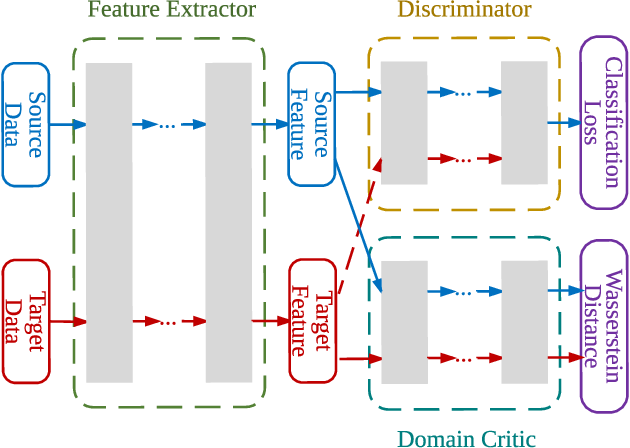 Feature Extractor
Discriminator
Source
Data
...
Source
Feature
...
...
Classification
Loss
Target
Data
...
Target
Feature
...
...
Wasserstein
Distance
Domain Critic